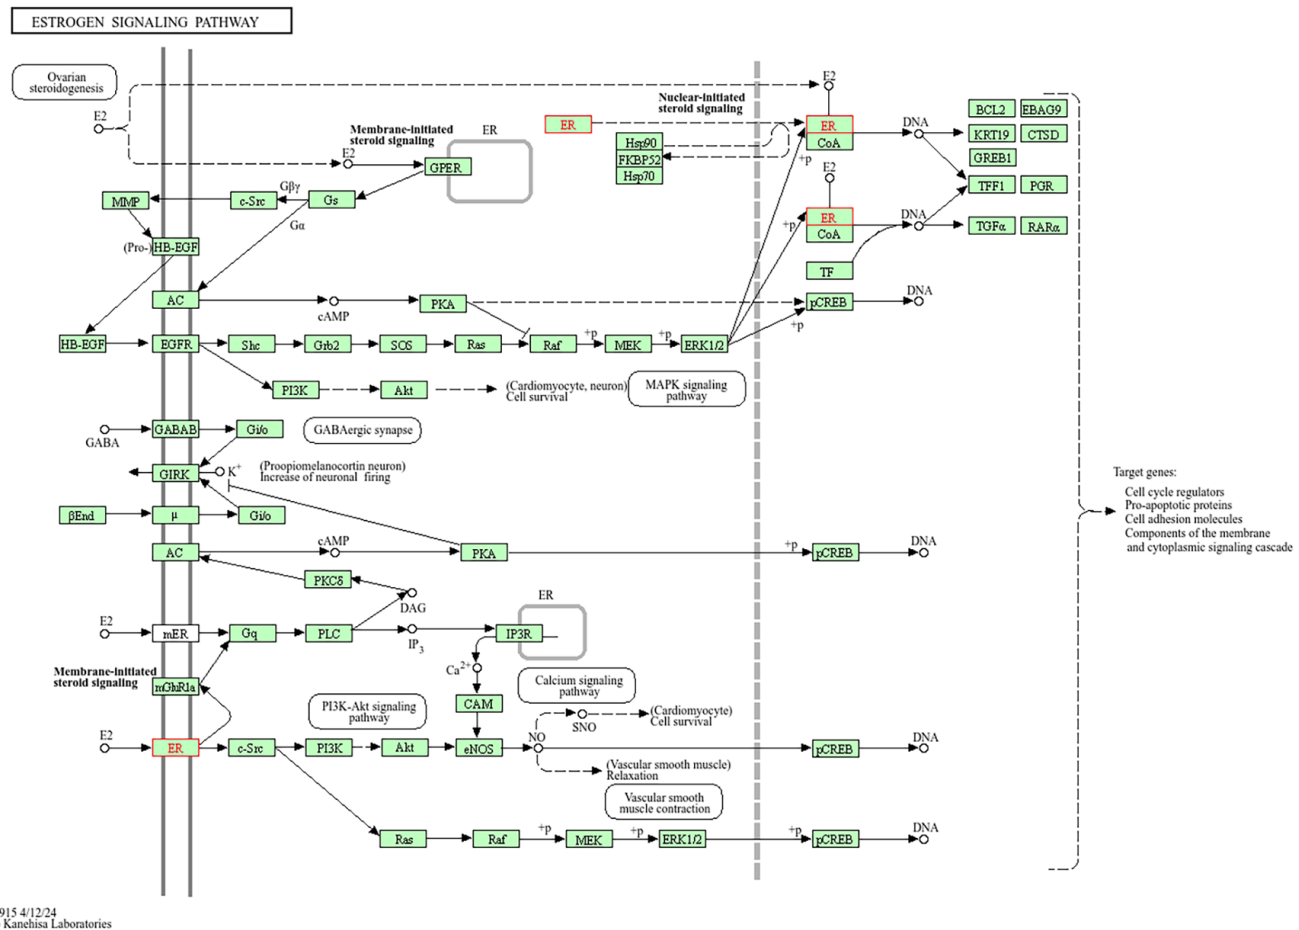 ESTROGEN SIGNALING PATHWAY
Ovarian
steroidogenesis
E2
E2
Nuclear-initiated
steroid signaling
ER
Membrane-initiated
steroid signaling
ER
E2
GPER
Hsp90
FKBP52
Hsp70
ER
CoA
+p
DNA
BCL2
EBAG9
KRT19
CTSD
GREB1
TFF1
PGR
MMP
c-Src
Gβγ
Gs
Gα
E2
ER
CoA
+p
DNA
TGFα
RARα
(Pro-)
HB-EGF
TF
AC
cAMP
PKA
pCREB
DNA
+p
HB-EGF
EGFR
Shc
Grb2
SOS
Ras
Raf
+p
MEK
+p
ERK1/2
PI3K
Akt
(Cardiomyocyte, neuron)
Cell survival
MAPK signaling
pathway
GABA
GABAB
Gi/o
GABAergic synapse
GIRK
K+
(Proopiomelanocortin neuron)
Increase of neuronal firing
βEnd
μ
Gi/o
AC
cAMP
PKA
+p
pCREB
DNA
PKCδ
DAG
ER
E2
mER
Gq
PLC
IP3
IP3R
Ca2+
Membrane-initiated
steroid signaling
mGluR1a
Calcium signaling
pathway
PI3K-Akt signaling
pathway
CAM
SNO
(Cardiomyocyte)
Cell survival
E2
ER
c-Src
PI3K
Akt
eNOS
NO
pCREB
DNA
(Vascular smooth muscle)
Relaxation
Vascular smooth
muscle contraction
Ras
Raf
+p
MEK
+p
ERK1/2
+p
pCREB
DNA
Target genes:
Cell cycle regulators
Pro-apoptotic proteins
Cell adhesion molecules
Components of the membrane
and cytoplasmic signaling cascade
915 4/12/24
Kanehisa Laboratories